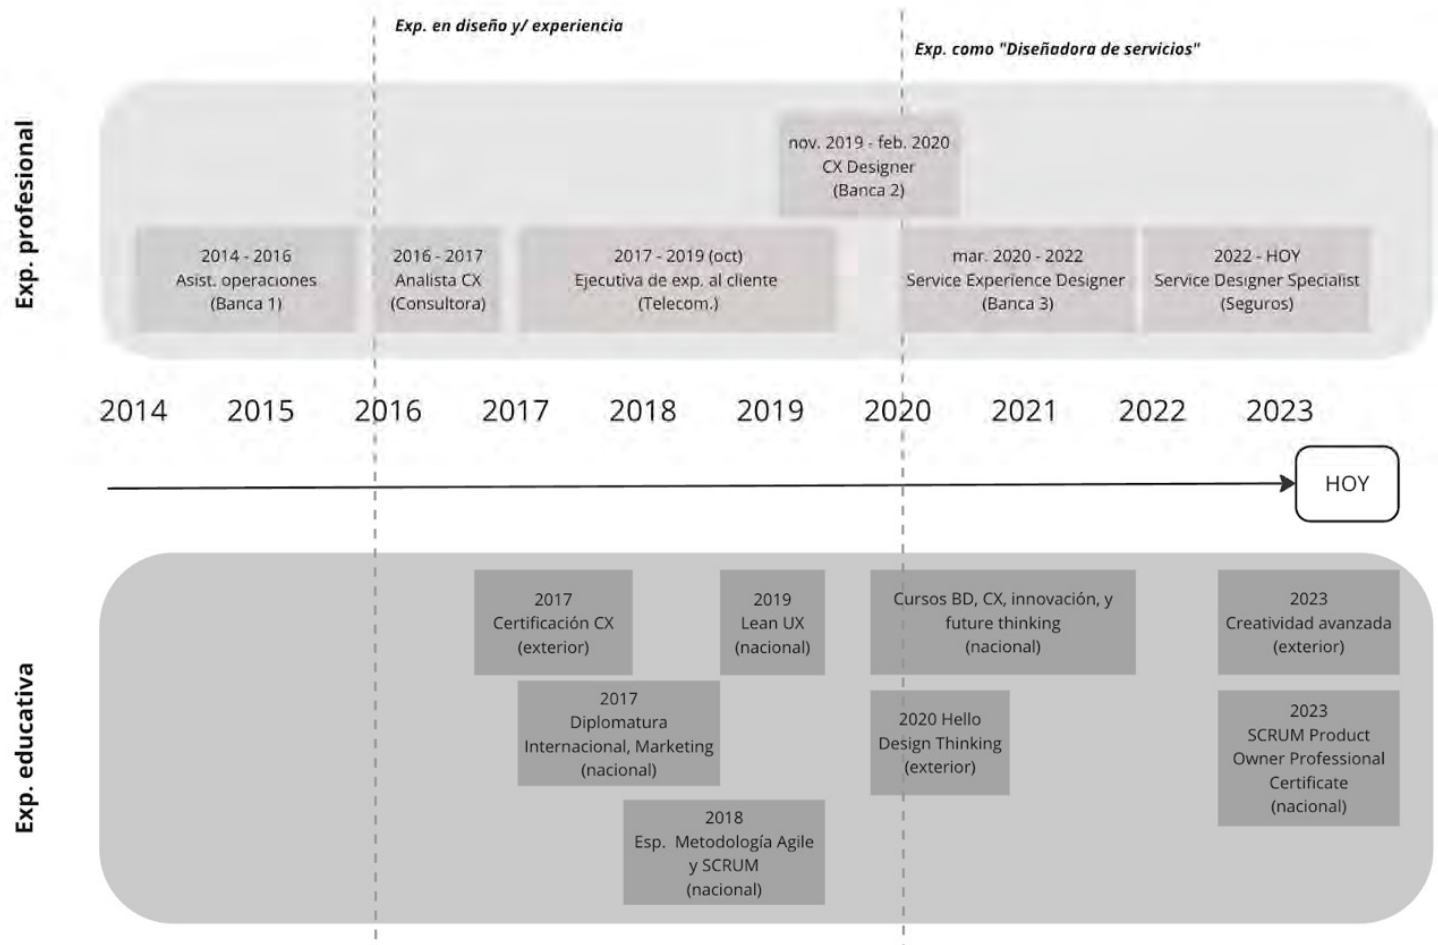 Exp. en diseño y/ experiencia
Exp. como "Diseñadora de servicios"
Exp. profesional
nov. 2019 - feb. 2020
CX Designer
(Banca 2)
2014 - 2016
Asist. operaciones
(Banca 1)
2016 - 2017
Analista CX
(Consultora)
2017 - 2019 (oct)
Ejecutiva de exp. al cliente
(Telecom.)
mar. 2020 - 2022
Service Experience Designer
(Banca 3)
2022 - HOY
Service Designer Specialist
(Seguros)
2014 2015 2016 2017 2018 2019 2020 2021 2022 2023
HOY
Exp. educativa
2017
Certificación CX
(exterior)
2019
Lean UX
(nacional)
Cursos BD, CX, innovación, y
future thinking
(nacional)
2023
Creatividad avanzada
(exterior)
2017
Diplomatura
Internacional, Marketing
(nacional)
2020 Hello
Design Thinking
(exterior)
2023
SCRUM Product
Owner Professional
Certificate
(nacional)
2018
Esp. Metodología Agile
y SCRUM
(nacional)